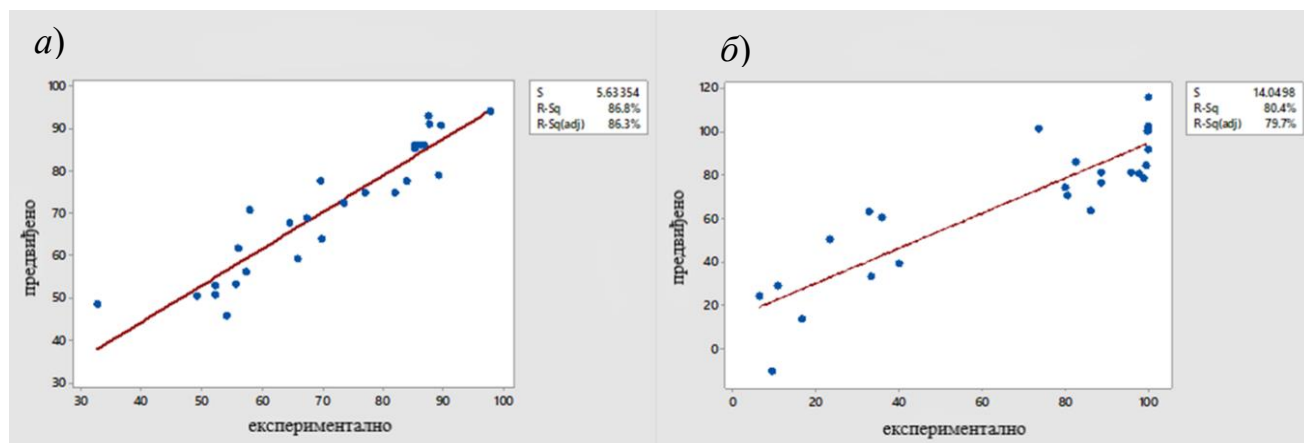 а)
S 5.63354
R-Sq 86.8%
R-Sq(adj) 86.3%
100
90
80
70
60
50
40
30
предвиђено
30 40 50 60 70 80 90 100
експериментално
б)
S 14.0498
R-Sq 80.4%
R-Sq(adj) 79.7%
120
100
80
60
40
20
0
предвиђено
0 20 40 60 80 100
експериментално